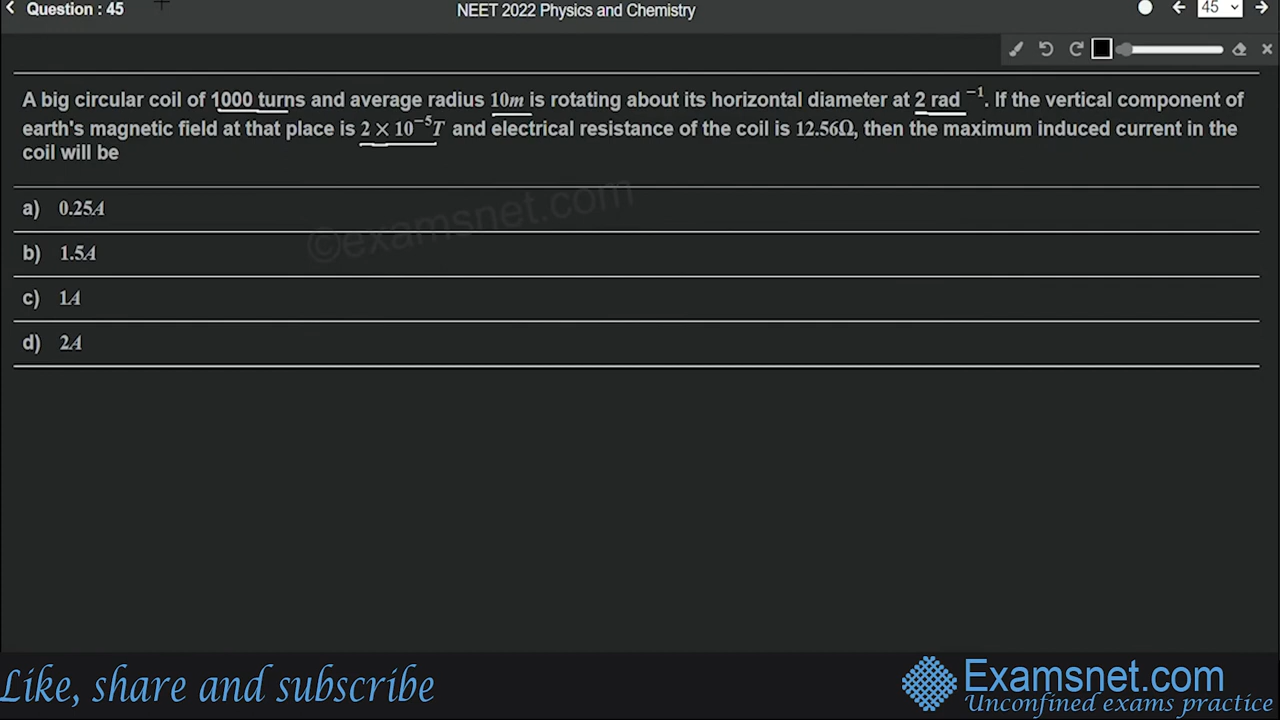 Question : 45
NEET 2022 Physics and Chemistry
45
A big circular coil of 1000 turns and average radius 10m is rotating about its horizontal diameter at 2 rad ⁻¹. If the vertical component of
earth's magnetic field at that place is 2 × 10⁻⁵T and electrical resistance of the coil is 12.56Ω, then the maximum induced current in the
coil will be
a) 0.25A
©examsnet.com
b) 1.5A
c) 1A
d) 2A
Like, share and subscribe
Examsnet.com
Unconfined exams practice